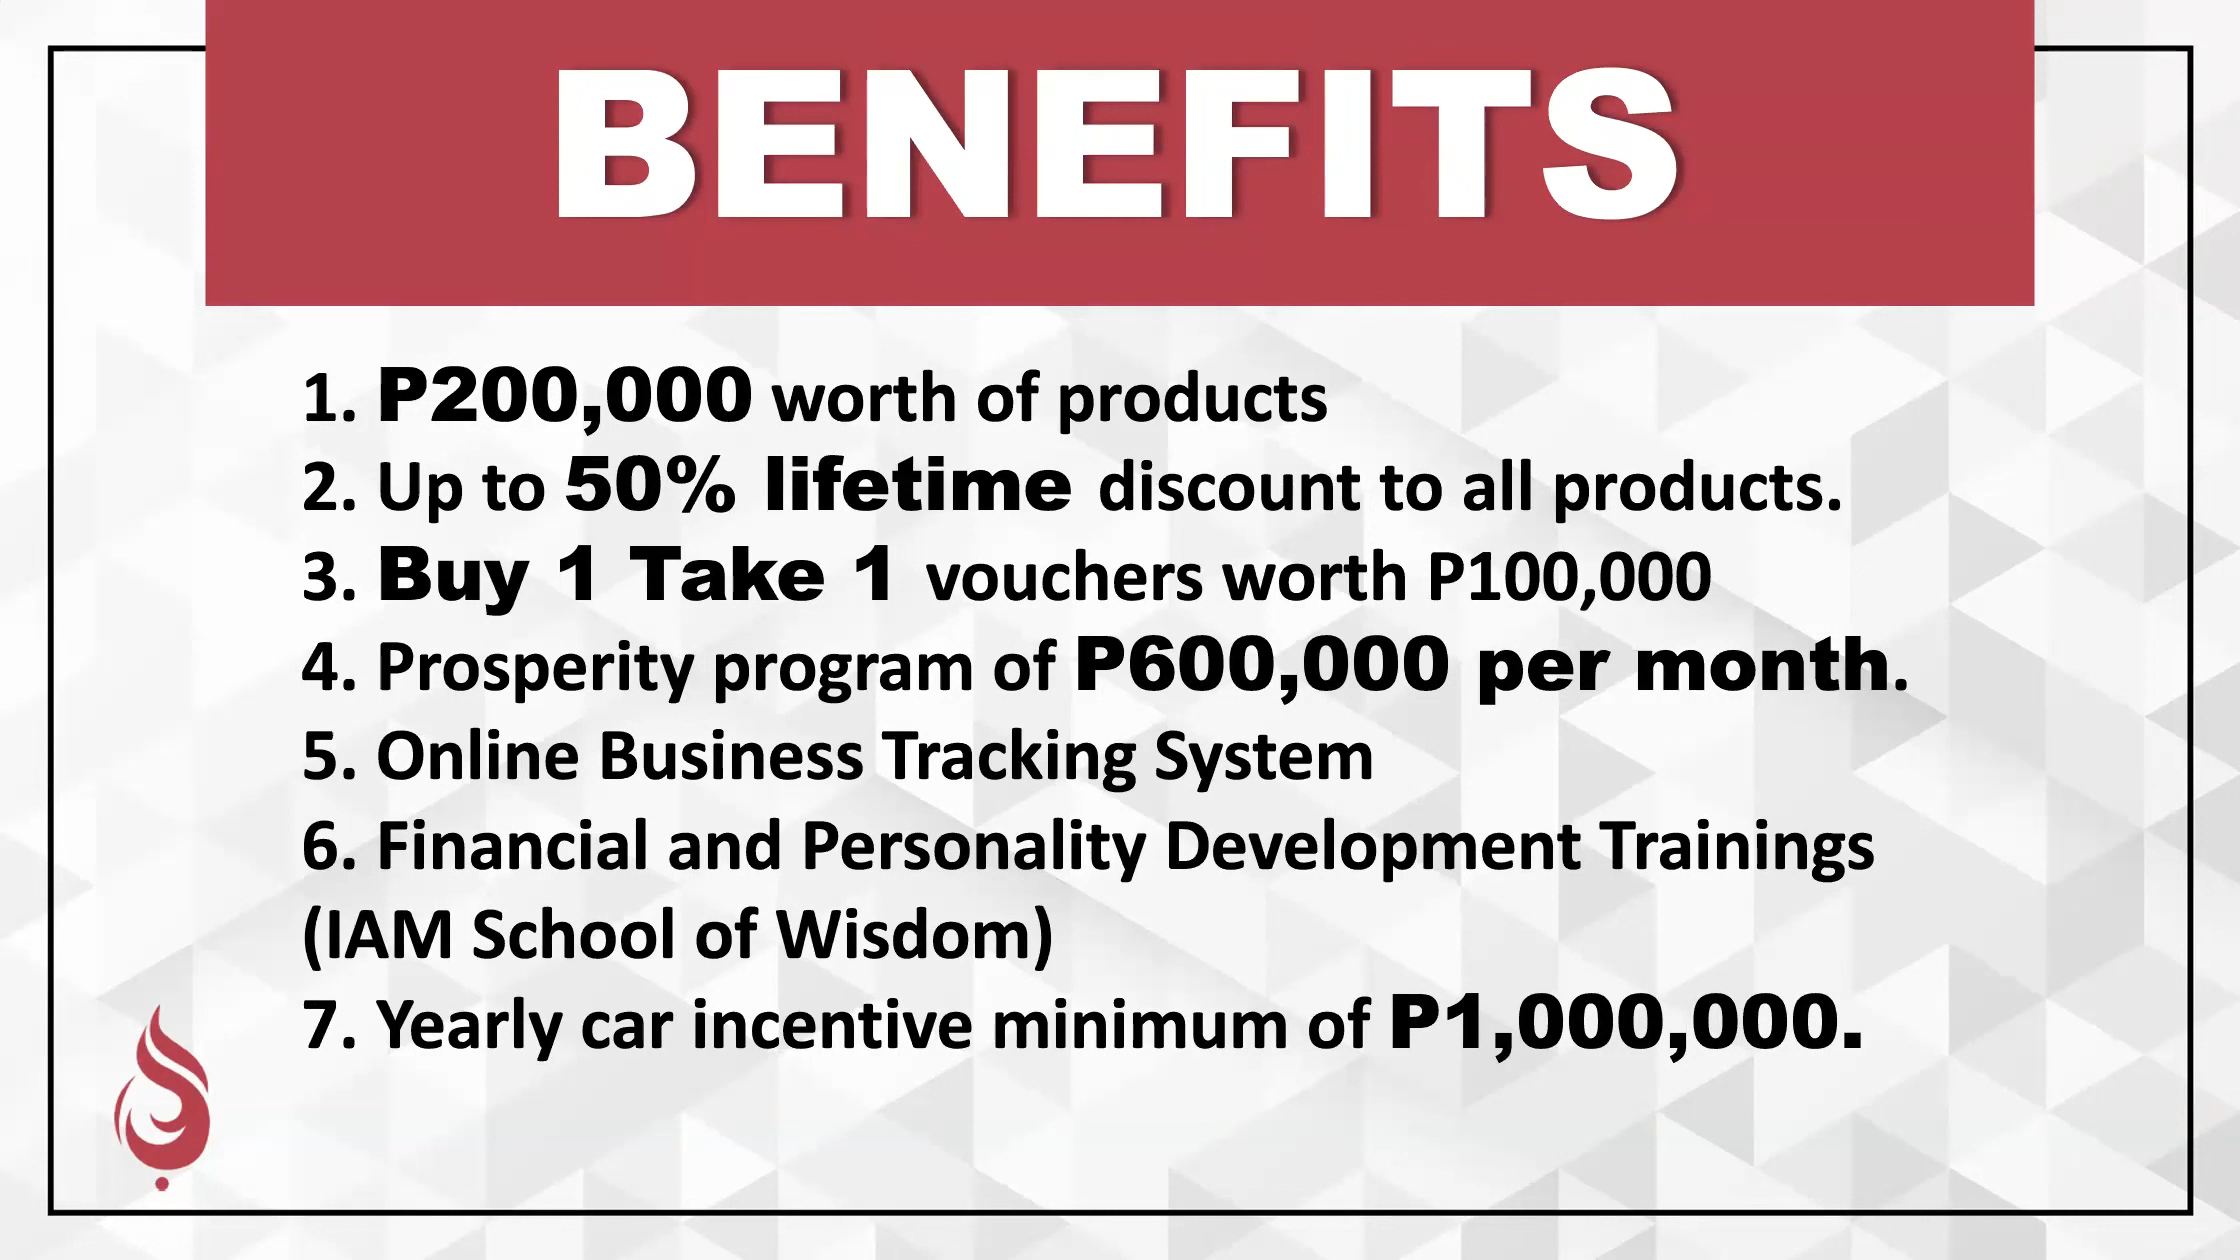 BENEFITS
1. P200,000 worth of products
2. Up to 50% lifetime discount to all products.
3. Buy 1 Take 1 vouchers worth P100,000
4. Prosperity program of P600,000 per month.
5. Online Business Tracking System
6. Financial and Personality Development Trainings
(IAM School of Wisdom)
7. Yearly car incentive minimum of P1,000,000.